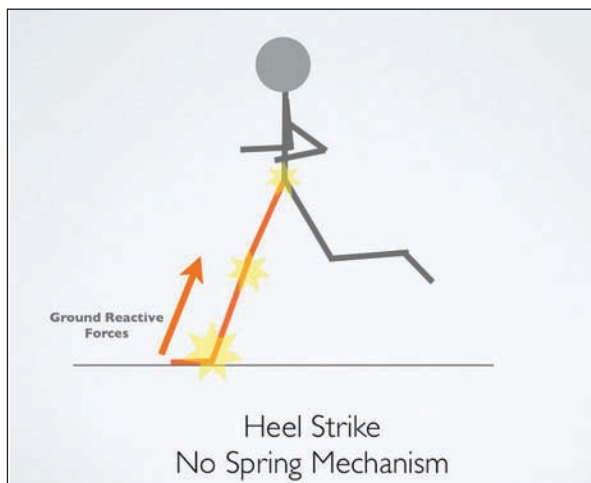 Ground Reactive
Forces
Heel Strike
No Spring Mechanism